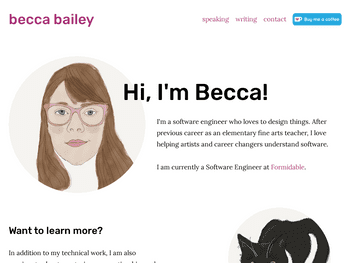 becca bailey
speaking writing contact Buy me a coffee
Hi, I'm Becca!
I'm a software engineer who loves to design things. After
previous career as an elementary fine arts teacher, I love
helping artists and career changers understand software.
I am currently a Software Engineer at Formidable.
Want to learn more?
In addition to my technical work, I am also